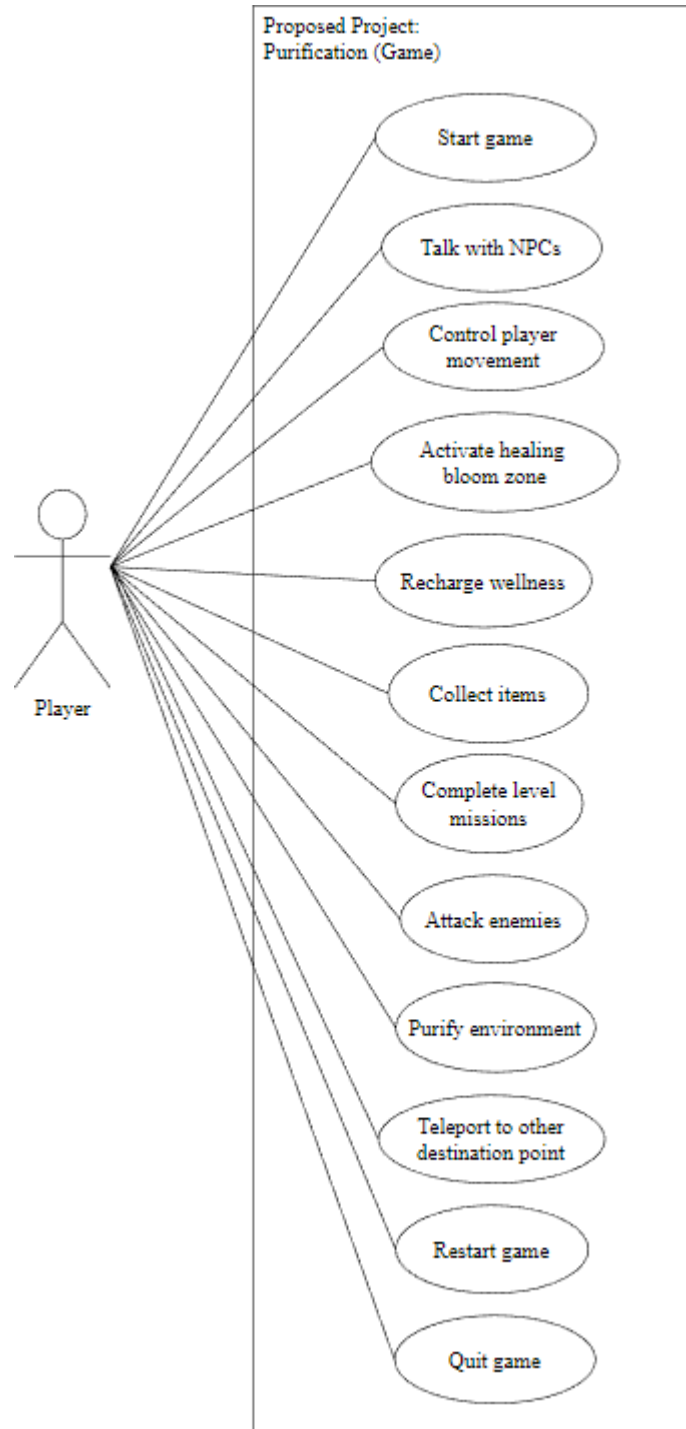 Proposed Project:
Purification (Game)
Start game
Talk with NPCs
Control player
movement
Activate healing
bloom zone
Recharge wellness
Collect items
Complete level
missions
Attack enemies
Purify environment
Teleport to other
destination point
Restart game
Quit game
Player